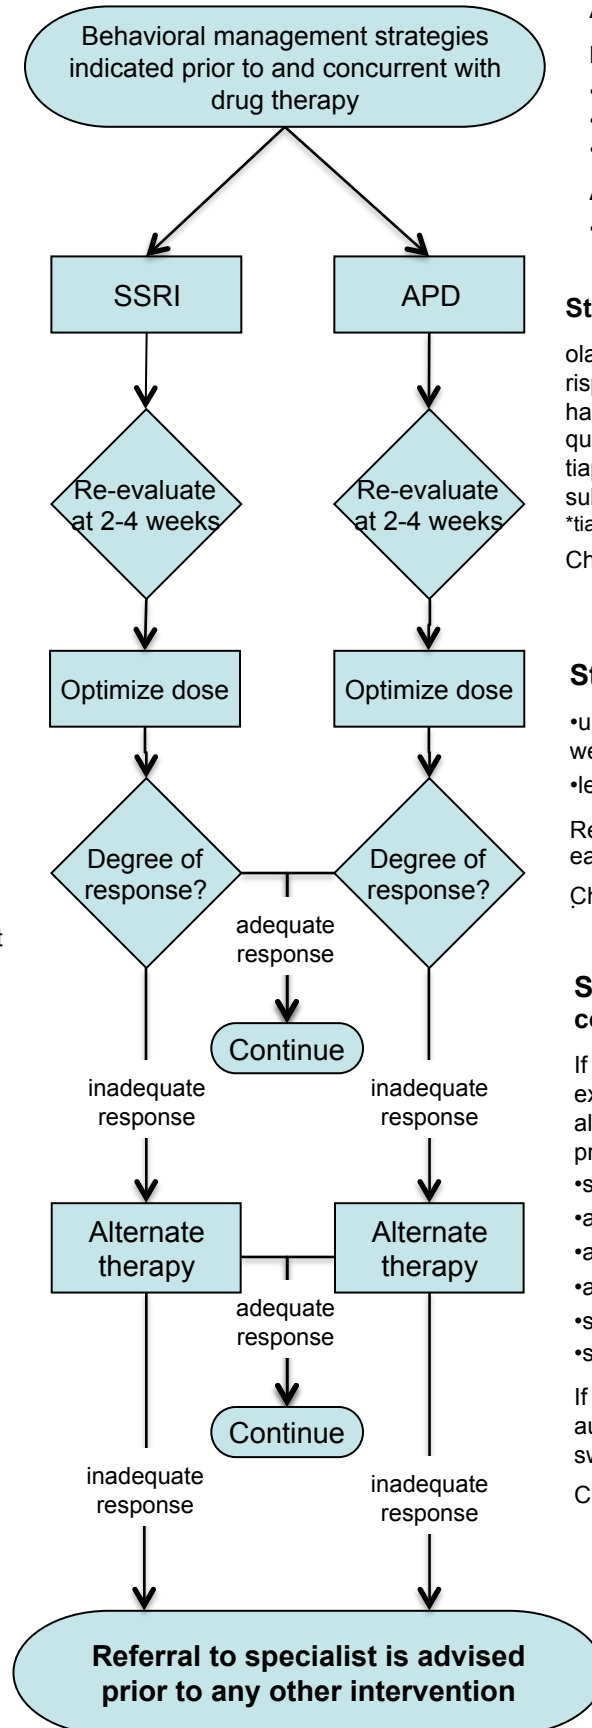 Behavioral management strategies
indicated prior to and concurrent with
drug therapy
SSRI
APD
Re-evaluate
at 2-4 weeks
Re-evaluate
at 2-4 weeks
Optimize dose
Optimize dose
Degree of
response?
Degree of
response?
adequate
response
Continue
inadequate
response
inadequate
response
Alternate
therapy
Alternate
therapy
adequate
response
Continue
inadequate
response
inadequate
response
Referral to specialist is advised
prior to any other intervention
If
If